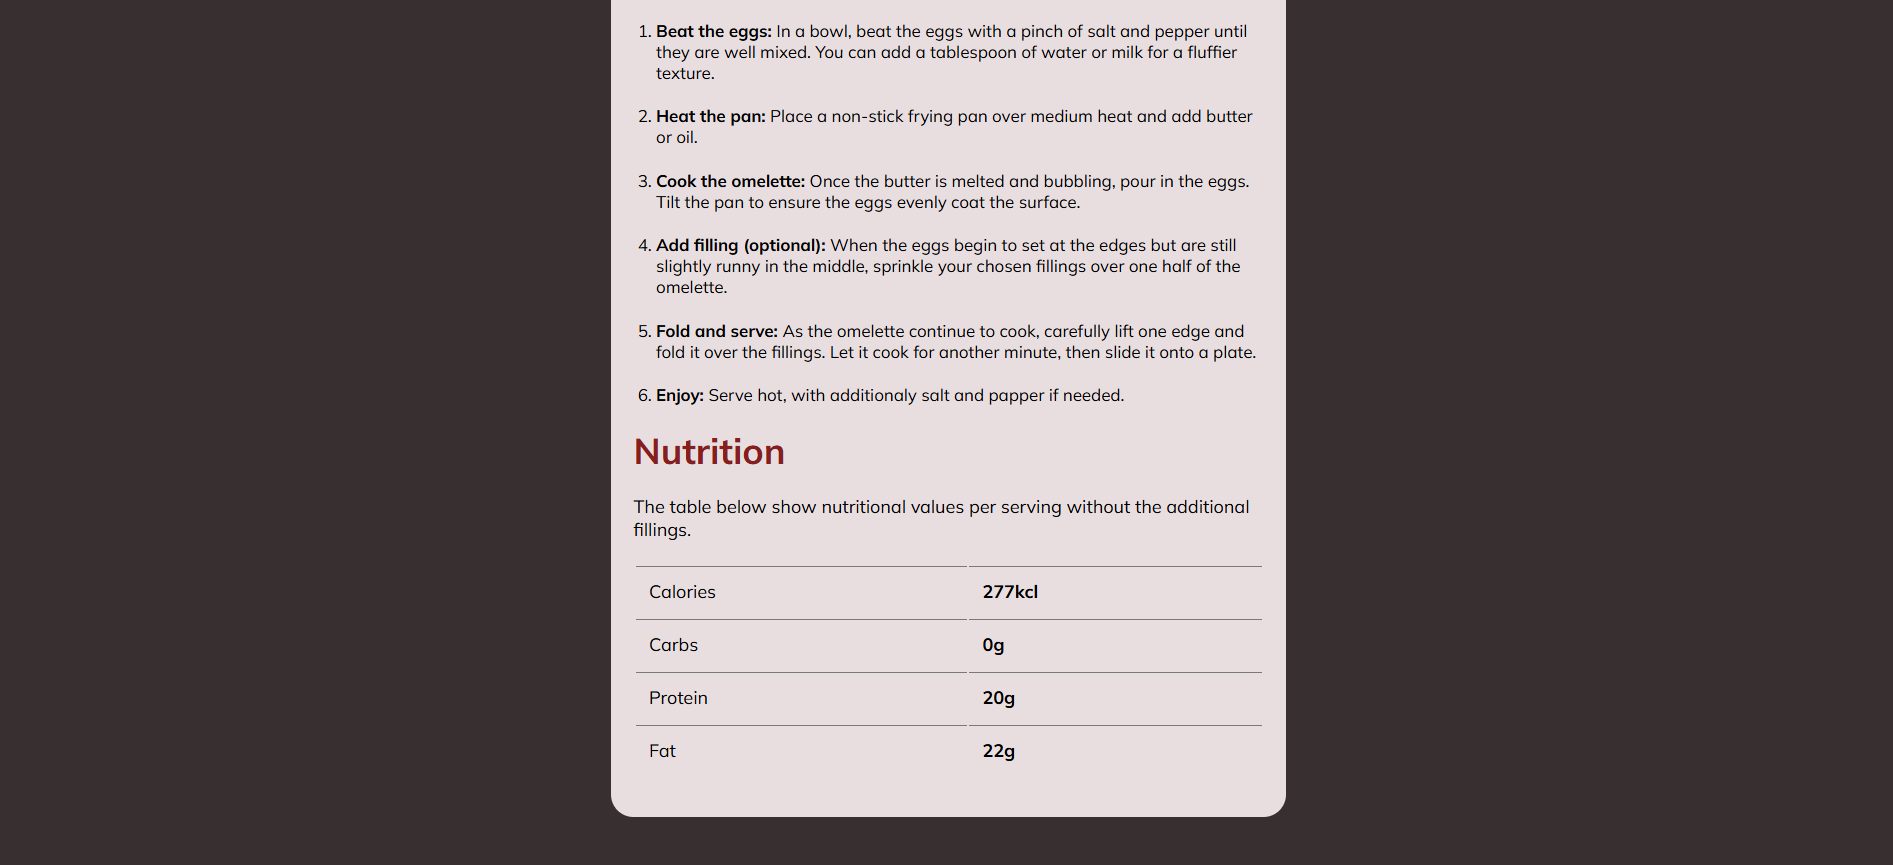 1. Beat the eggs: In a bowl, beat the eggs with a pinch of salt and pepper until
they are well mixed. You can add a tablespoon of water or milk for a fluffier
texture.
2. Heat the pan: Place a non-stick frying pan over medium heat and add butter
or oil.
3. Cook the omelette: Once the butter is melted and bubbling, pour in the eggs.
Tilt the pan to ensure the eggs evenly coat the surface.
4. Add filling (optional): When the eggs begin to set at the edges but are still
slightly runny in the middle, sprinkle your chosen fillings over one half of the
omelette.
5. Fold and serve: As the omelette continue to cook, carefully lift one edge and
fold it over the fillings. Let it cook for another minute, then slide it onto a plate.
6. Enjoy: Serve hot, with additionaly salt and papper if needed.
Nutrition
The table below show nutritional values per serving without the additional
fillings.
Calories 277kcl
Carbs 0g
Protein 20g
Fat 22g